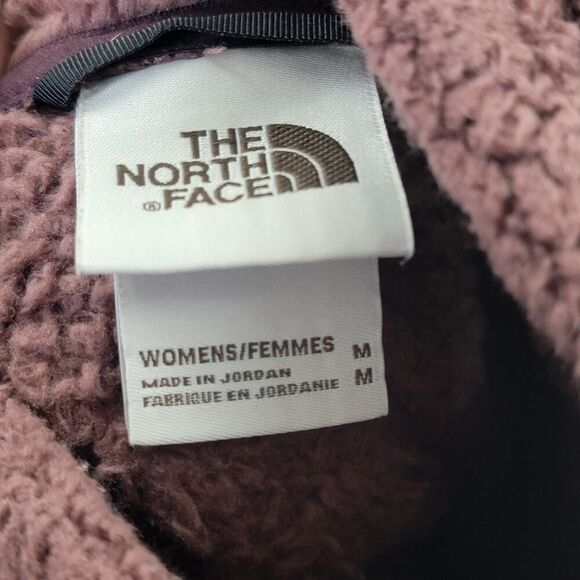 THE
NORTH
FACE
®
WOMENS/FEMMES M
MADE IN JORDAN M
FABRIQUE EN JORDANIE